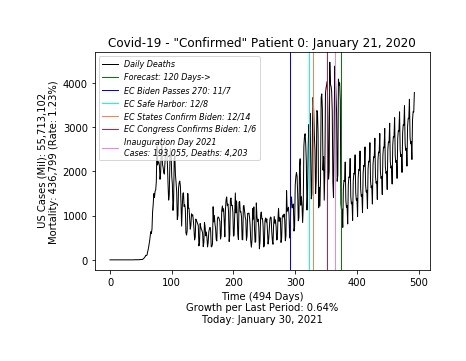 Covid-19 - "Confirmed" Patient 0: January 21, 2020
Daily Deaths
Forecast: 120 Days->
EC Biden Passes 270: 11/7
EC Safe Harbor: 12/8
EC States Confirm Biden: 12/14
EC Congress Confirms Biden: 1/6
Inauguration Day 2021
Cases: 193,055, Deaths: 4,203
US Cases (Mil): 55.713,102
Mortality: 436,799 (Rate: 1.23%)
4000
3000
2000
1000
0
0 100 200 300 400 500
Time (494 Days)
Growth per Last Period: 0.64%
Today: January 30, 2021